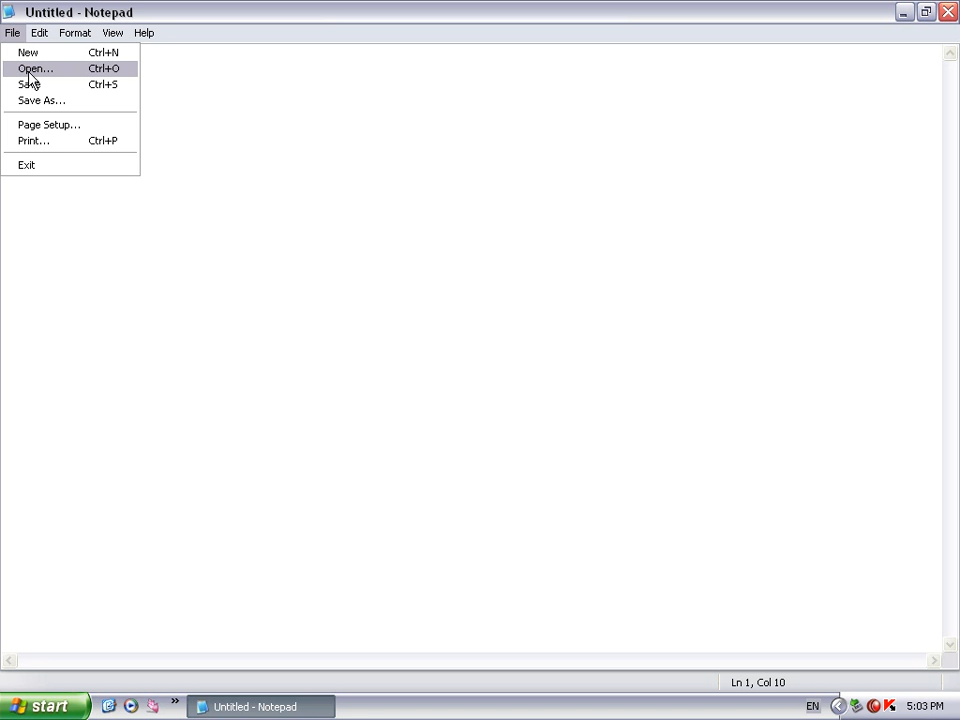 Untitled - Notepad
File Edit Format View Help
New Ctrl+N
Open... Ctrl+O
Save Ctrl+S
Save As...
Page Setup...
Print... Ctrl+P
Exit
Ln 1, Col 10
start » Untitled - Notepad EN 5:03 PM